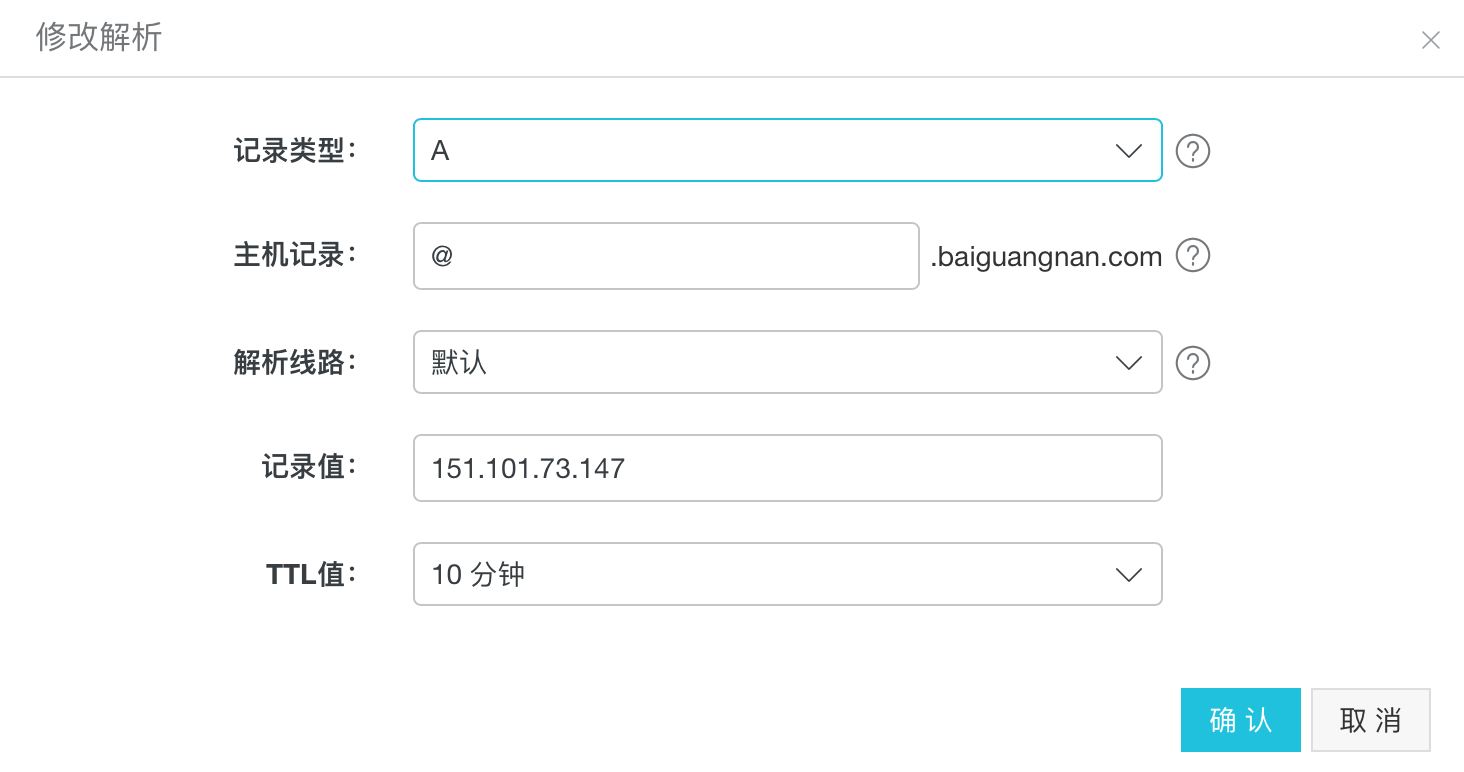 修改解析
记录类型： A
主机记录： @ .baiguangnan.com
解析线路： 默认
记录值： 151.101.73.147
TTL值： 10 分钟
确 认 取 消